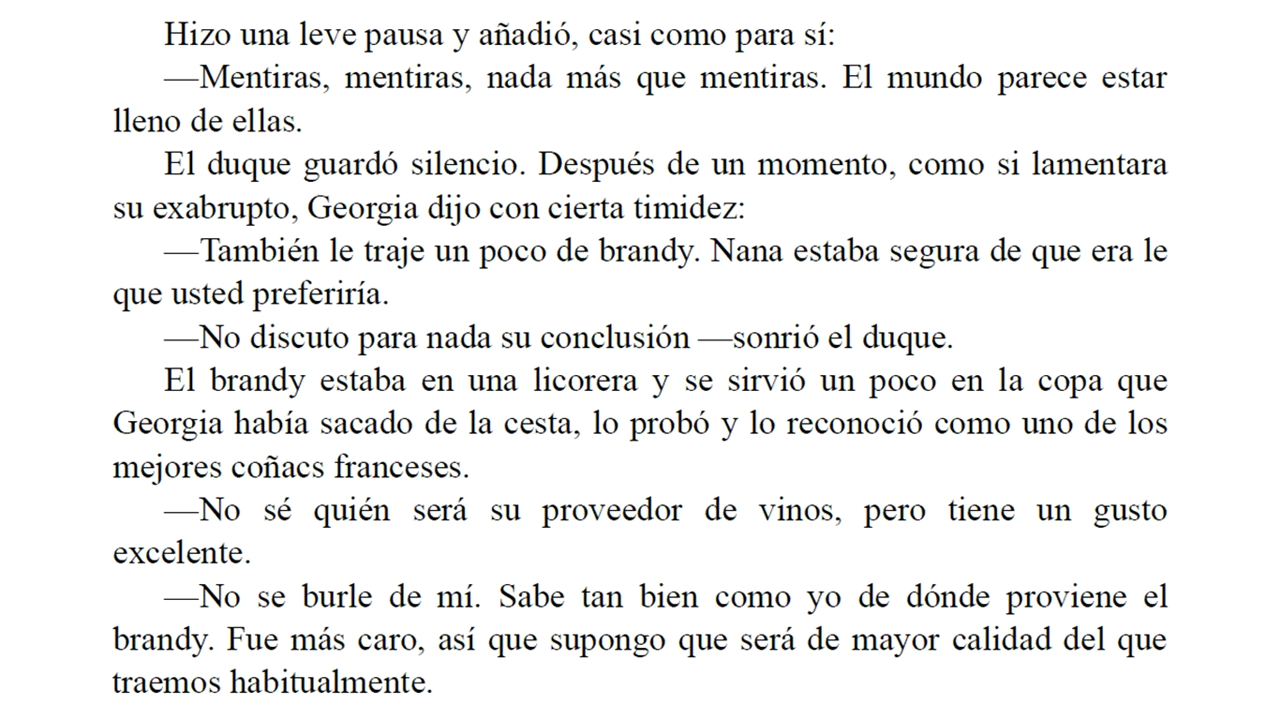 Hizo una leve pausa y añadió, casi como para sí:
—Mentiras, mentiras, nada más que mentiras. El mundo parece estar
lleno de ellas.
El duque guardó silencio. Después de un momento, como si lamentara
su exabrupto, Georgia dijo con cierta timidez:
—También le traje un poco de brandy. Nana estaba segura de que era le
que usted preferiría.
—No discuto para nada su conclusión —sonrió el duque.
El brandy estaba en una licorera y se sirvió un poco en la copa que
Georgia había sacado de la cesta, lo probó y lo reconoció como uno de los
mejores coñacs franceses.
—No sé quién será su proveedor de vinos, pero tiene un gusto
excelente.
—No se burle de mí. Sabe tan bien como yo de dónde proviene el
brandy. Fue más caro, así que supongo que será de mayor calidad del que
traemos habitualmente.